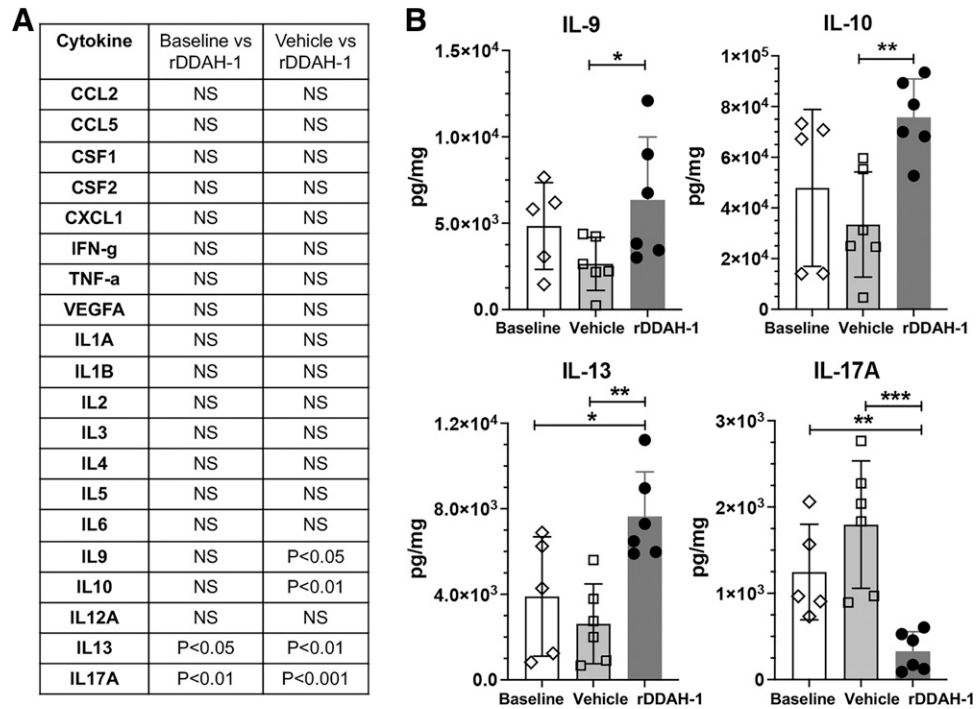 A
Cytokine Baseline vs rDDAH-1 Vehicle vs rDDAH-1
CCL2 NS NS
CCL5 NS NS
CSF1 NS NS
CSF2 NS NS
CXCL1 NS NS
IFN-g NS NS
TNF-a NS NS
VEGFA NS NS
IL1A NS NS
IL1B NS NS
IL2 NS NS
IL3 NS NS
IL4 NS NS
IL5 NS NS
IL6 NS NS
IL9 NS P<0.05
IL10 NS P<0.01
IL12A NS NS
IL13 P<0.05 P<0.01
IL17A P<0.01 P<0.001
B
IL-9
1.5×10⁴
1.0×10⁴
5.0×10³
0.0
pg/mg
*
Baseline Vehicle rDDAH-1
IL-10
1×10⁵
8×10⁴
6×10⁴
4×10⁴
2×10⁴
0
pg/mg
**
Baseline Vehicle rDDAH-1
IL-13
1.2×10⁴
8.0×10³
4.0×10³
0.0
pg/mg
**
*
Baseline Vehicle rDDAH-1
IL-17A
3×10³
2×10³
1×10³
0
pg/mg
***
**
Baseline Vehicle rDDAH-1